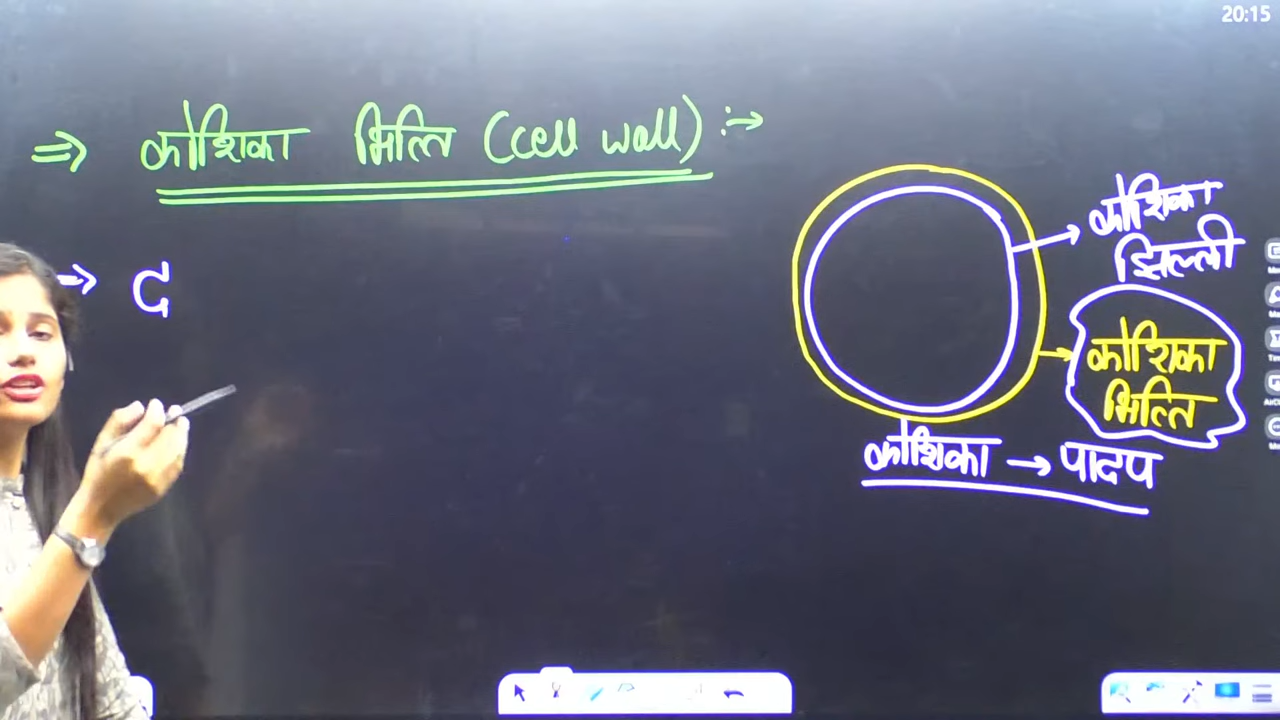 20:15
⇒ कोशिका भित्ति (cell wall) :→
कोशिका
झिल्ली
⇒ द
कोशिका
भित्ति
कोशिका → पादप